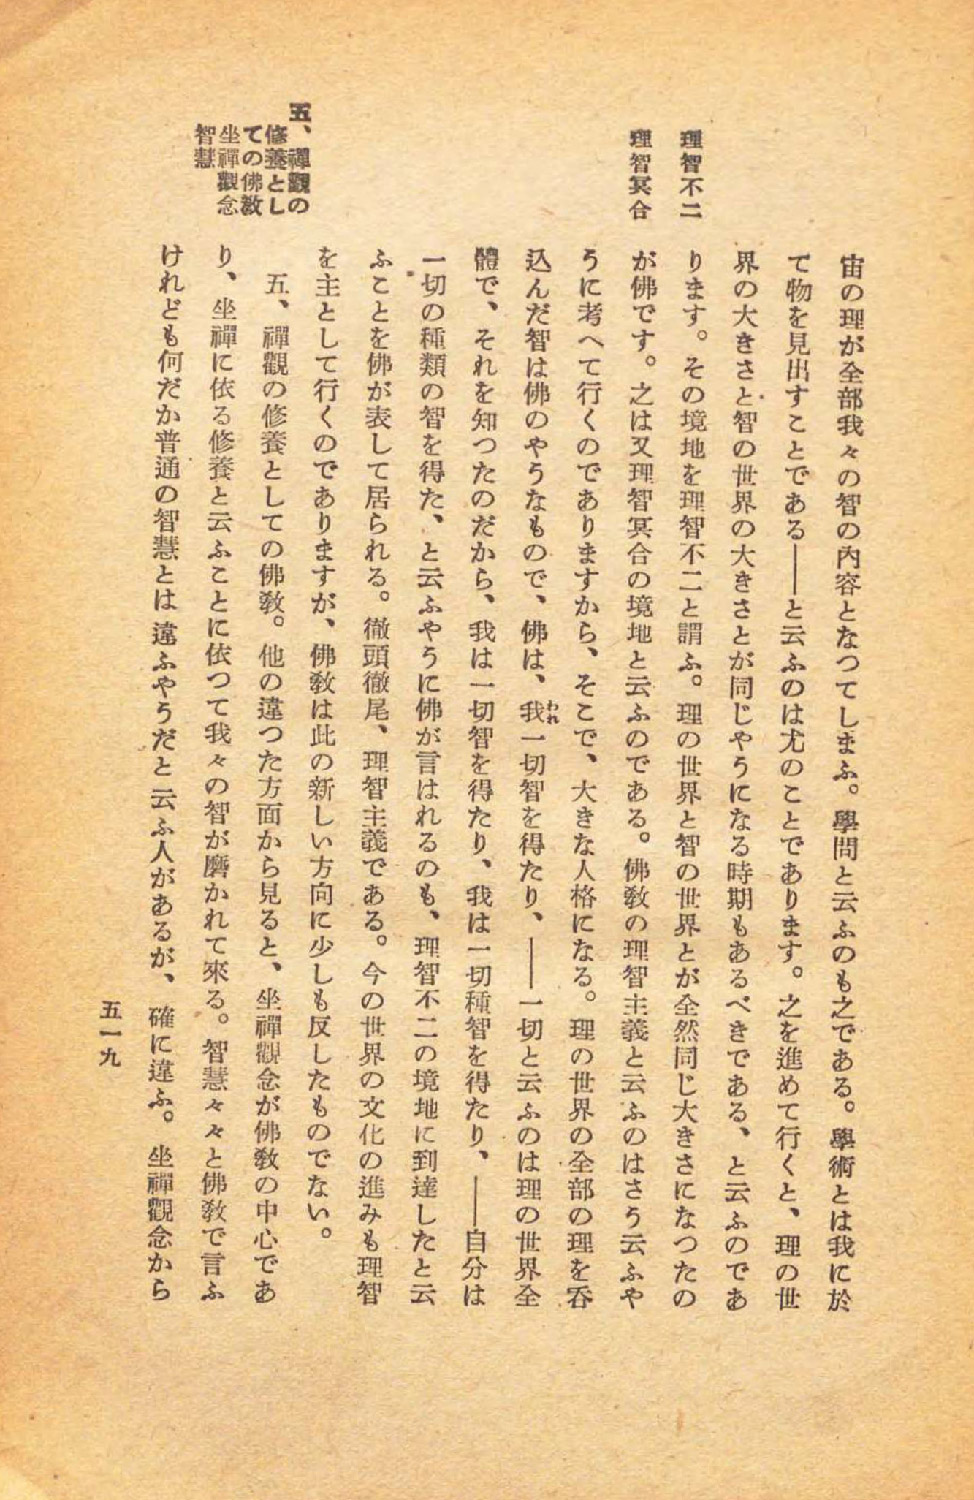 理智不二
理智冥合
宙の理が全部我々の智の內容となつてしまふ。學問と云ふのも之である。學術とは我に於
て物を見出すことである――と云ふのは尤のことであります。之を進めて行くと、理の世
界の大きさと智の世界の大きさとが同じやうになる時期もあるべきである、と云ふのであ
ります。その境地を理智不二と謂ふ。理の世界と智の世界とが全然同じ大きさになつたの
が佛です。之は又理智冥合の境地と云ふのである。佛敎の理智主義と云ふのはさう云ふや
うに考へて行くのでありますから、そこで、大きな人格になる。理の世界の全部の理を呑
込んだ智は佛のやうなもので、佛は、我一切智を得たり、――一切と云ふのは理の世界全
われ
體で、それを知つたのだから、我は一切智を得たり、我は一切種智を得たり、――自分は
一切の種類の智を得た、と云ふやうに佛が言はれるのも、理智不二の境地に到達したと云
ふことを佛が表して居られる。徹頭徹尾、理智主義である。今の世界の文化の進みも理智
を主として行くのでありますが、佛敎は此の新しい方向に少しも反したものでない。
五、禪觀の
修養とし
ての佛敎
坐禪觀念
智慧
五、禪觀の修養としての佛敎。他の違つた方面から見ると、坐禪觀念が佛敎の中心であ
り、坐禪に依る修養と云ふことに依つて我々の智が磨かれて來る。智慧々々と佛敎で言ふ
けれども何だか普通の智慧とは違ふやうだと云ふ人があるが、確に違ふ。坐禪觀念から
五一九